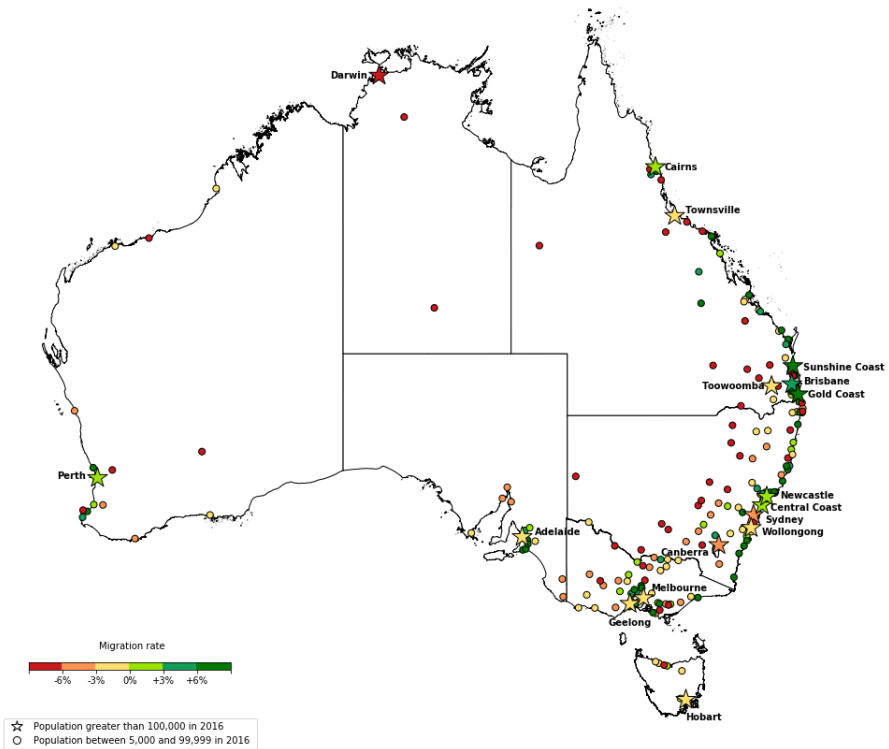 Darwin
Cairns
Townsville
Sunshine Coast
Brisbane
Toowoomba
Gold Coast
Perth
Newcastle
Central Coast
Sydney
Adelaide
Wollongong
Canberra
Melbourne
Geelong
Hobart
Migration rate
-6% -3% 0% +3% +6%
Population greater than 100,000 in 2016
Population between 5,000 and 99,999 in 2016